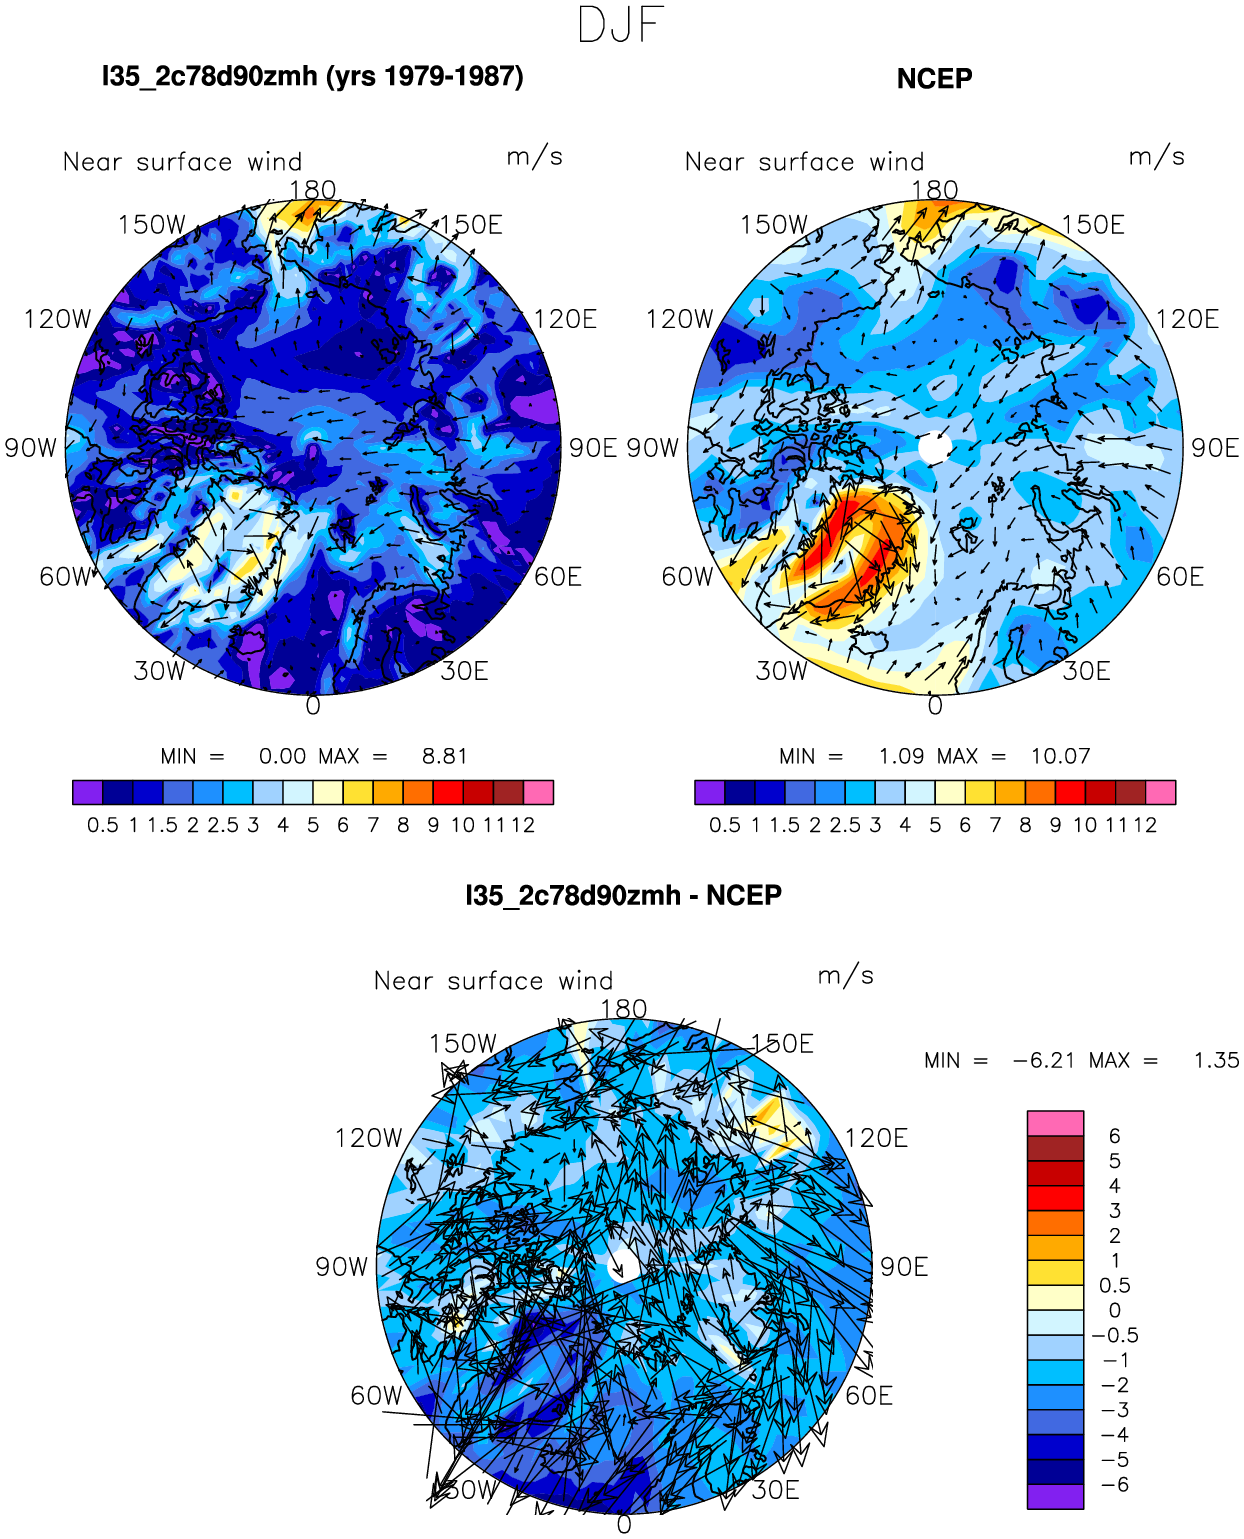 DJF
I35_2c78d90zmh (yrs 1979-1987)
NCEP
Near surface wind
m/s
Near surface wind
m/s
180
150W
150E
120W
120E
90W
90E
60W
60E
30W
30E
0
180
150W
150E
120W
120E
90W
90E
60W
60E
30W
30E
0
MIN = 0.00 MAX = 8.81
0.5 1 1.5 2 2.5 3 4 5 6 7 8 9 10 11 12
MIN = 1.09 MAX = 10.07
0.5 1 1.5 2 2.5 3 4 5 6 7 8 9 10 11 12
I35_2c78d90zmh - NCEP
Near surface wind
m/s
180
150W
150E
120W
120E
90W
90E
60W
60E
30W
30E
0
MIN = -6.21 MAX = 1.35
6
5
4
3
2
1
0.5
0
-0.5
-1
-2
-3
-4
-5
-6